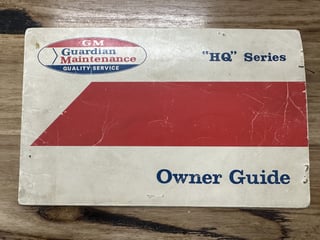 GM
Guardian
Maintenance
QUALITY SERVICE
"HQ" Series
Owner Guide